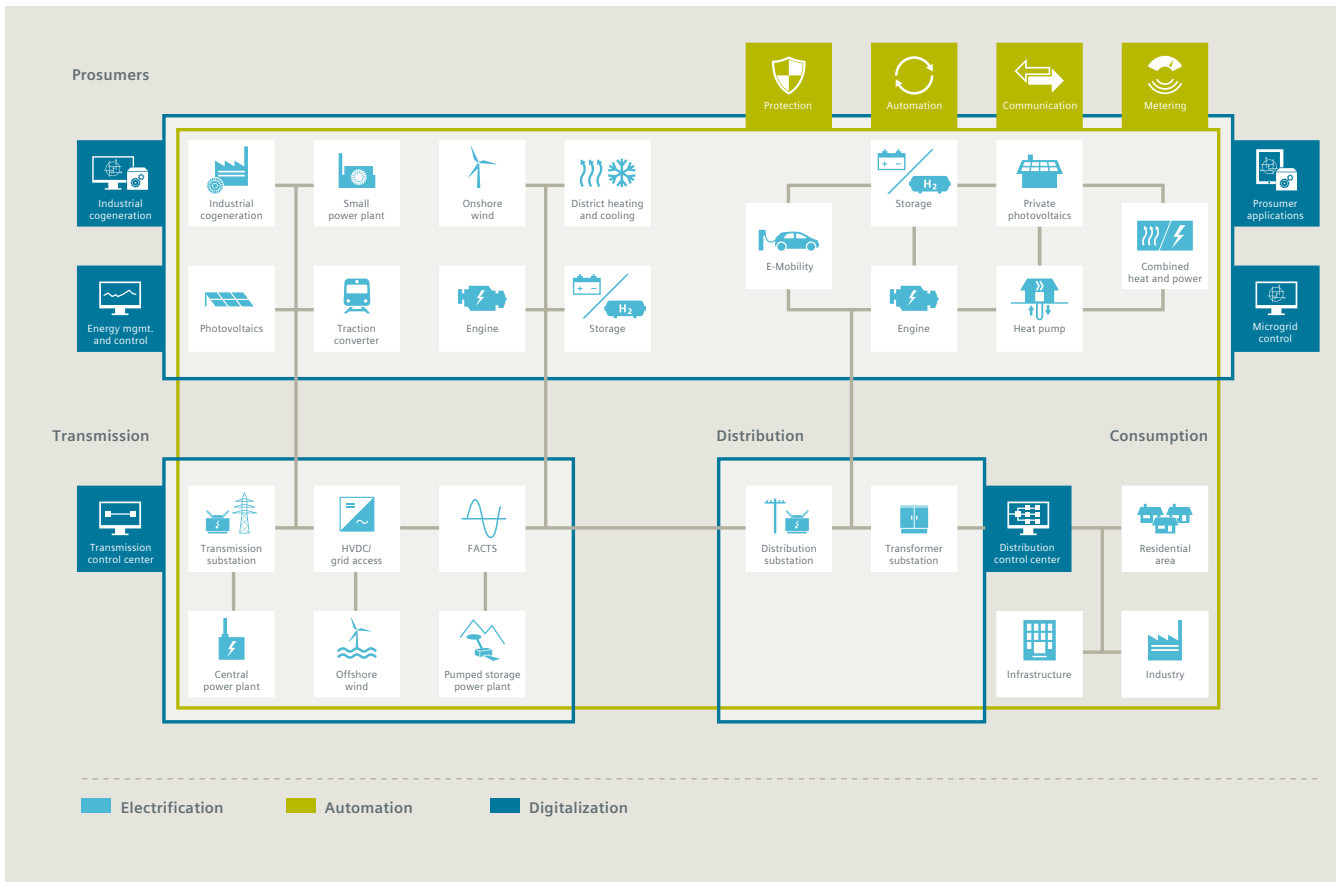 Prosumers
Protection
Automation
Communication
Metering
Industrial
cogeneration
Industrial
cogeneration
Small
power plant
Onshore
wind
District heating
and cooling
H2
Storage
Private
photovoltaics
Prosumer
applications
E-Mobility
Combined
heat and power
Energy mgmt.
and control
Photovoltaics
Traction
converter
Engine
H2
Storage
Engine
Heat pump
Microgrid
control
Transmission
Distribution
Consumption
Transmission
control center
Transmission
substation
HVDC/
grid access
FACTS
Distribution
substation
Transformer
substation
Distribution
control center
Residential
area
Central
power plant
Offshore
wind
Pumped storage
power plant
Infrastructure
Industry
Electrification
Automation
Digitalization